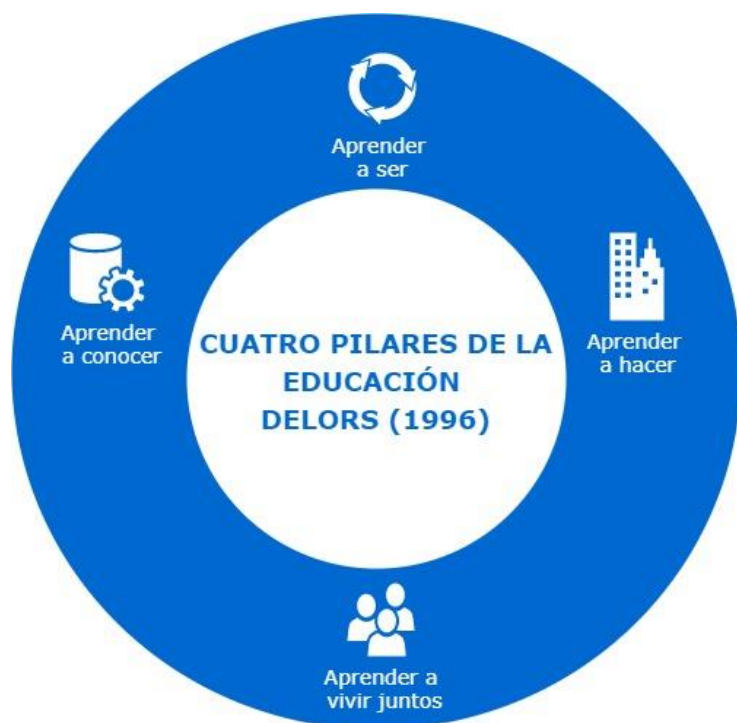 Aprender
a ser
Aprender
a conocer
CUATRO PILARES DE LA
EDUCACIÓN
DELORS (1996)
Aprender
a hacer
Aprender a
vivir juntos